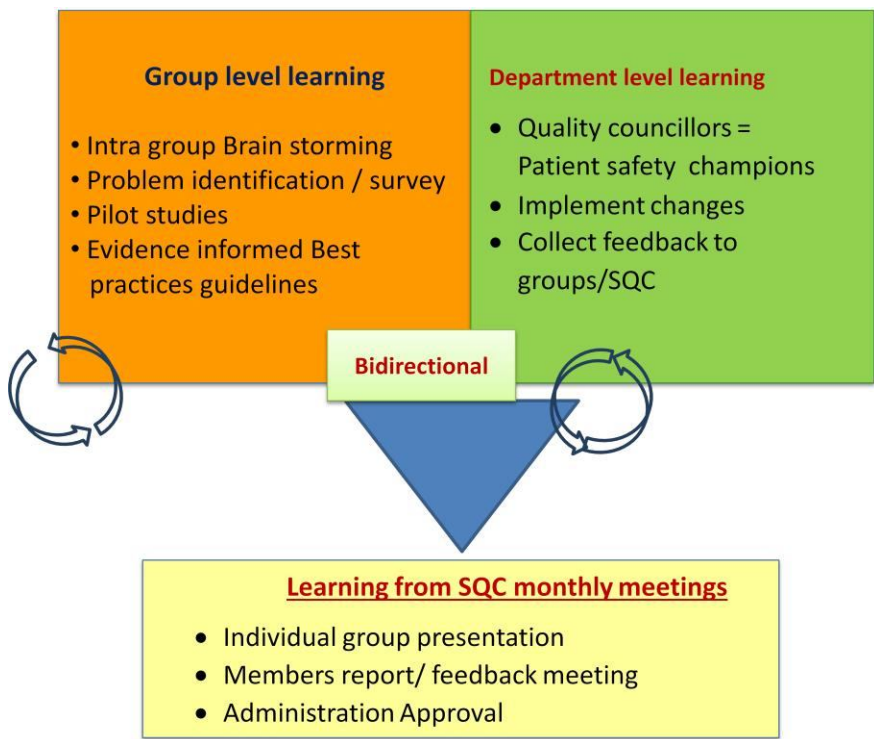 Group level learning
• Intra group Brain storming
• Problem identification / survey
• Pilot studies
• Evidence informed Best
practices guidelines
Department level learning
• Quality councillors =
Patient safety champions
• Implement changes
• Collect feedback to
groups/SQC
Bidirectional
Learning from SQC monthly meetings
• Individual group presentation
• Members report/ feedback meeting
• Administration Approval